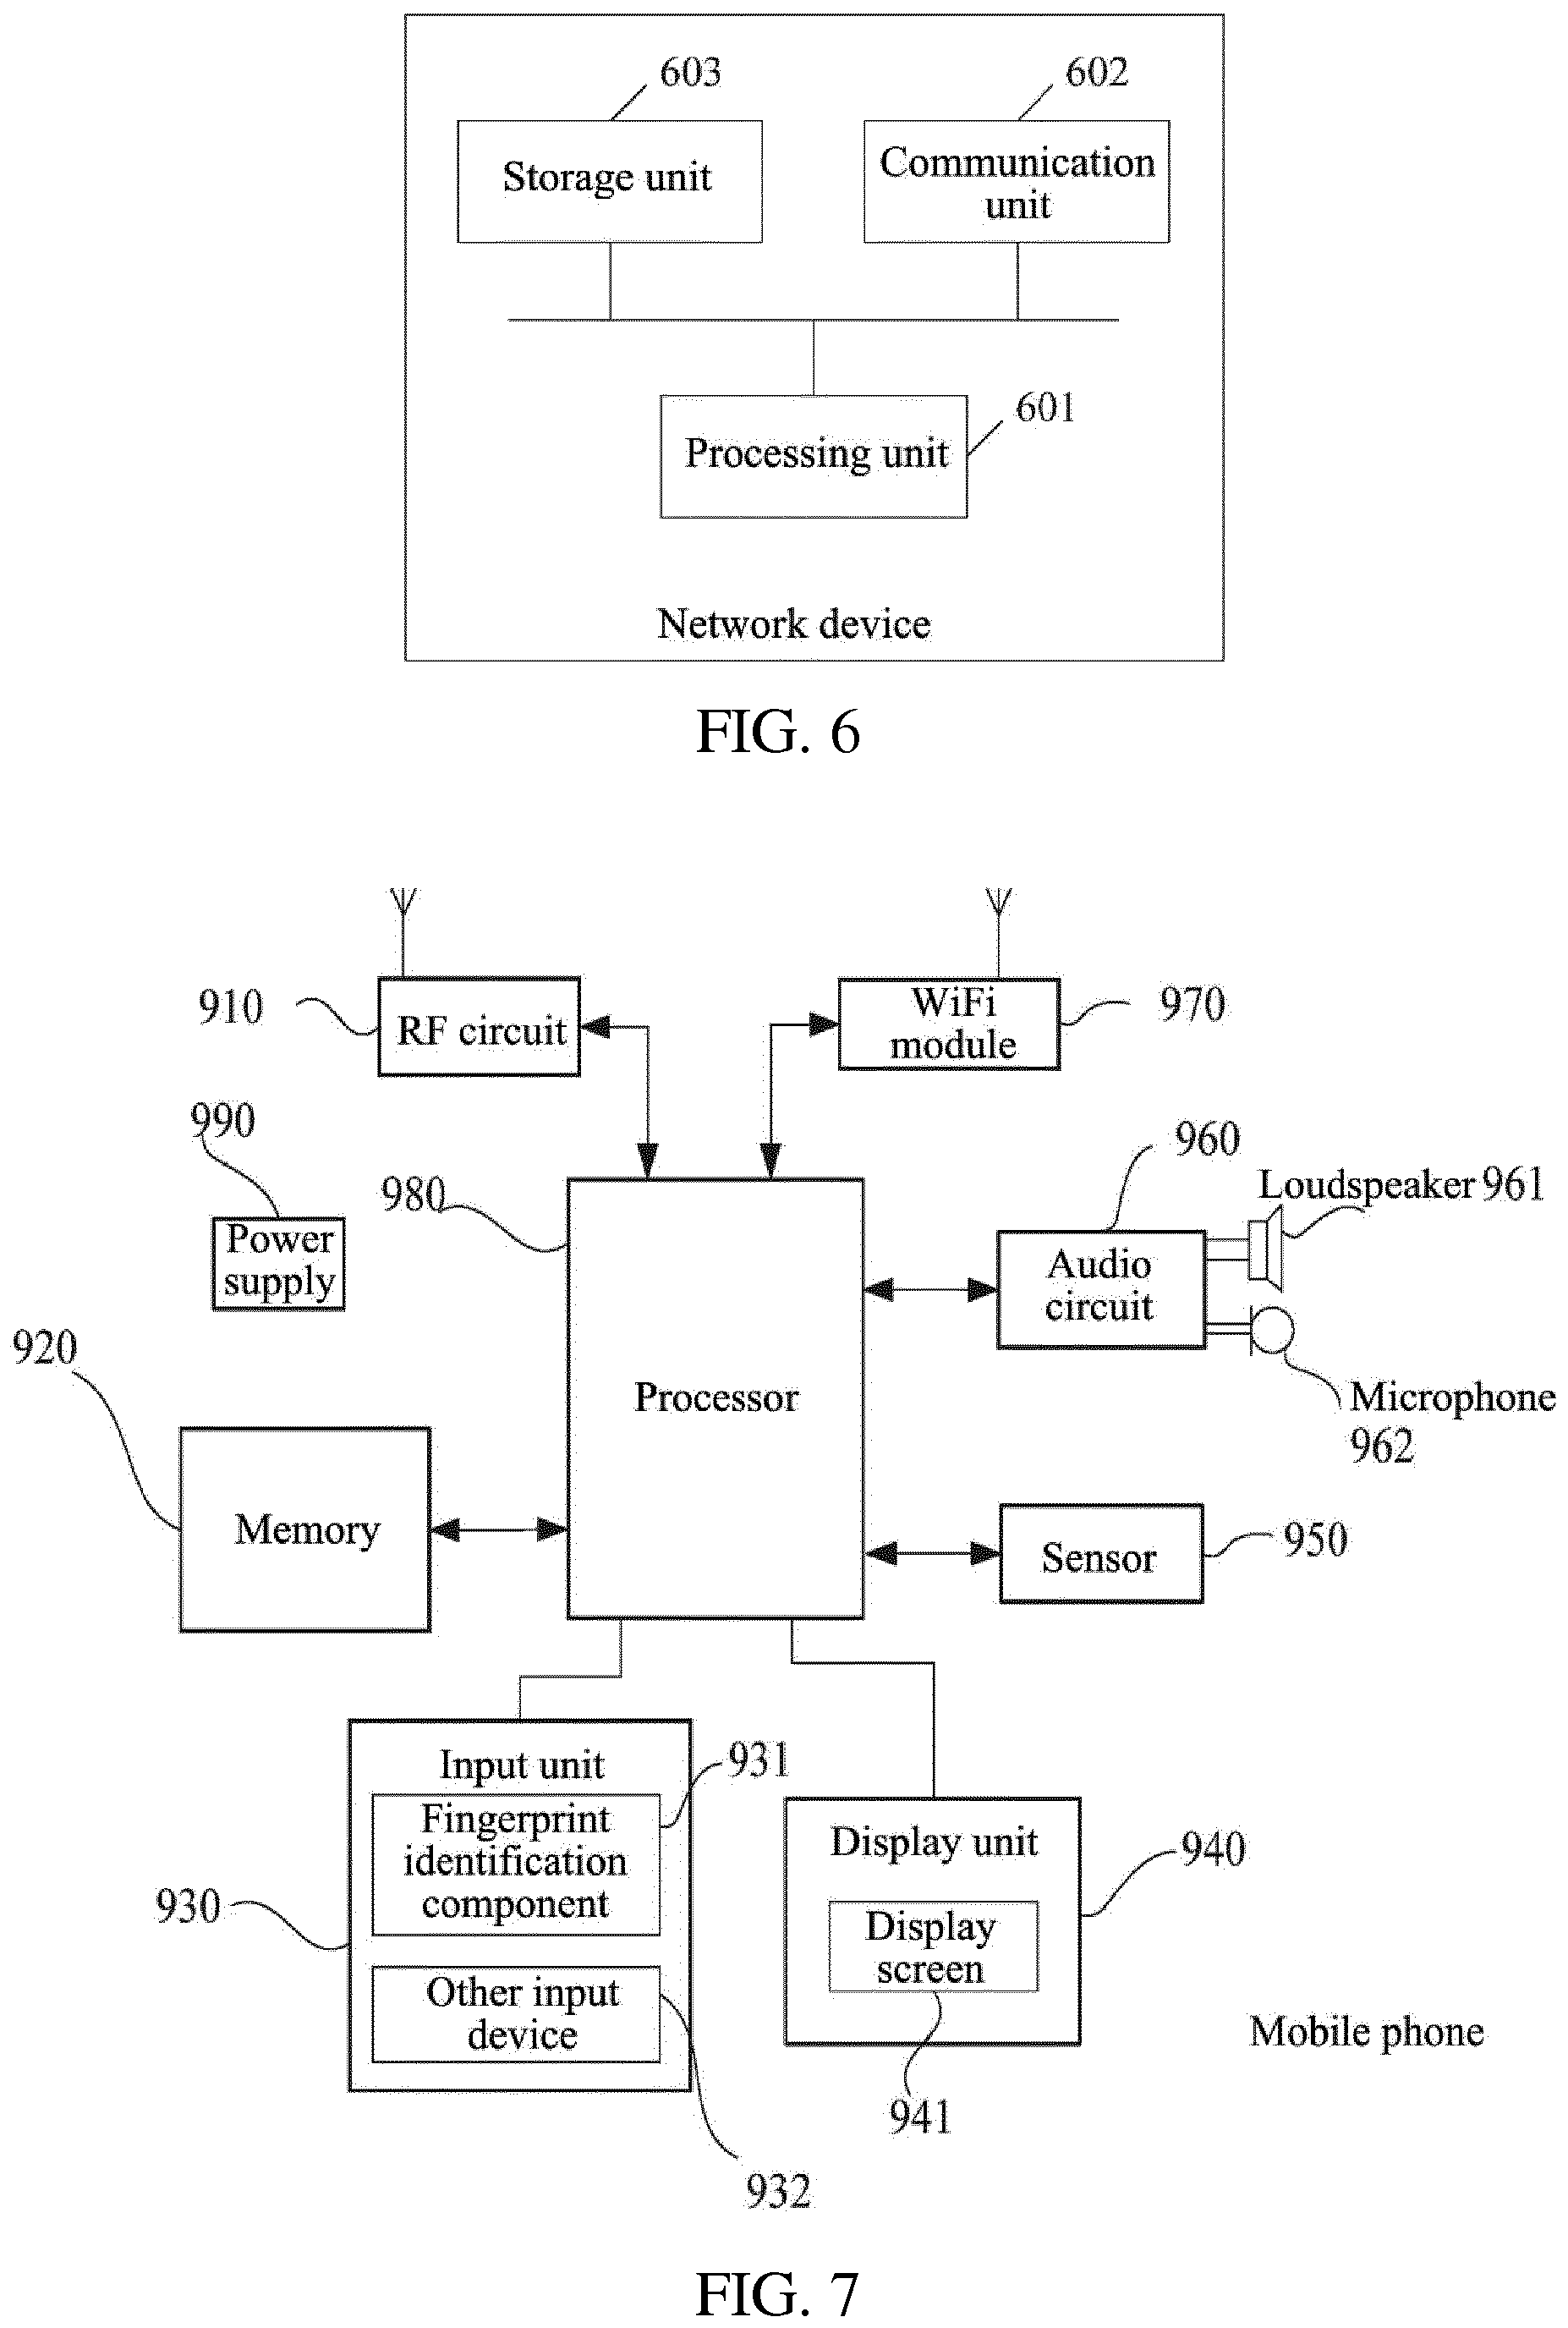 603
602
Storage unit
Communication
unit
601
Processing unit
Network device
FIG. 6
910
RF circuit
WiFi
module
970
990
Power
supply
980
960
Loudspeaker 961
Audio
circuit
920
Processor
Microphone
962
Memory
Sensor
950
Input unit
931
Fingerprint
identification
component
930
Other input
device
932
Display unit
940
Display
screen
941
Mobile phone
FIG. 7